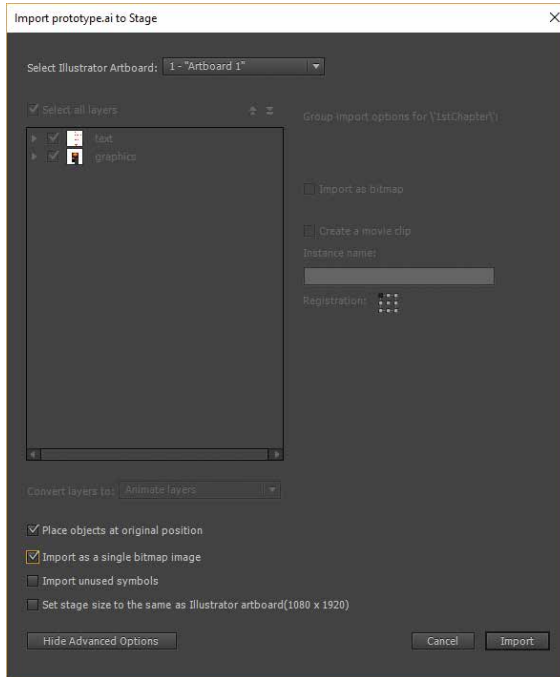 Import prototype.ai to Stage
Select Illustrator Artboard: 1 - "Artboard 1"
Select all layers
text
graphics
Group import options for \'1stChapter\':
Import as bitmap
Create a movie clip
Instance name:
Registration:
Convert layers to: Animate layers
Place objects at original position
Import as a single bitmap image
Import unused symbols
Set stage size to the same as Illustrator artboard(1080 x 1920)
Hide Advanced Options
Cancel
Import